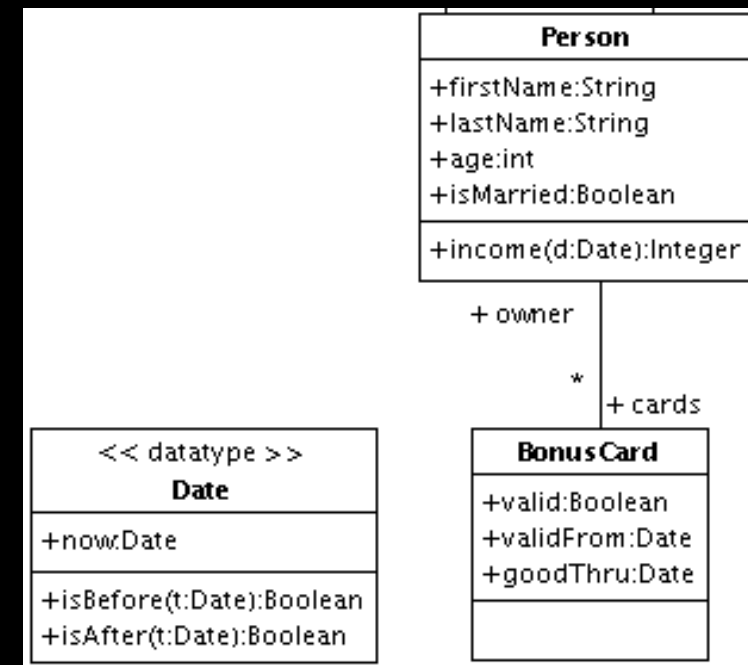 Person
+firstName:String
+lastName:String
+age:int
+isMarried:Boolean
+income(d:Date):Integer
+ owner
*
+ cards
<< datatype >>
Date
+now:Date
+isBefore(t:Date):Boolean
+isAfter(t:Date):Boolean
BonusCard
+valid:Boolean
+validFrom:Date
+goodThru:Date